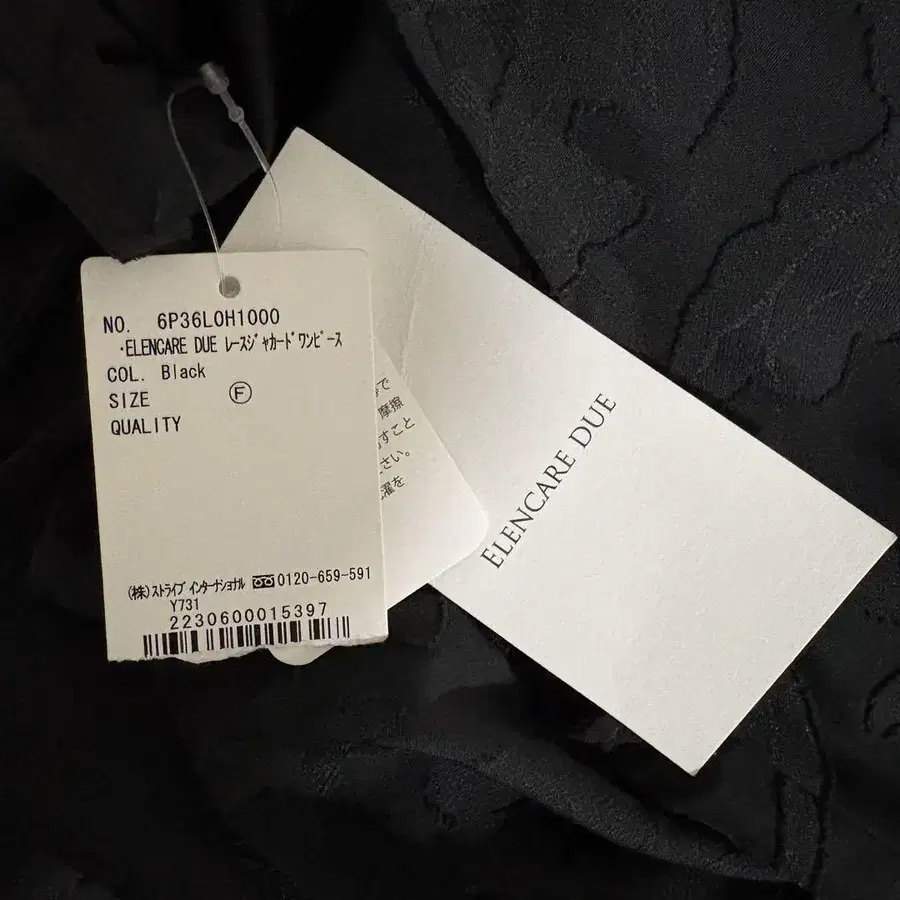 NO. 6P36L0H1000
・ELENCARE DUE レースジャカードワンピース
COL. Black
SIZE Ⓕ
QUALITY
(株)ストライプインターナショナル 0120-659-591
Y731
2230600015397
で
摩擦
すこと
さい。
濯を
ELENCARE DUE